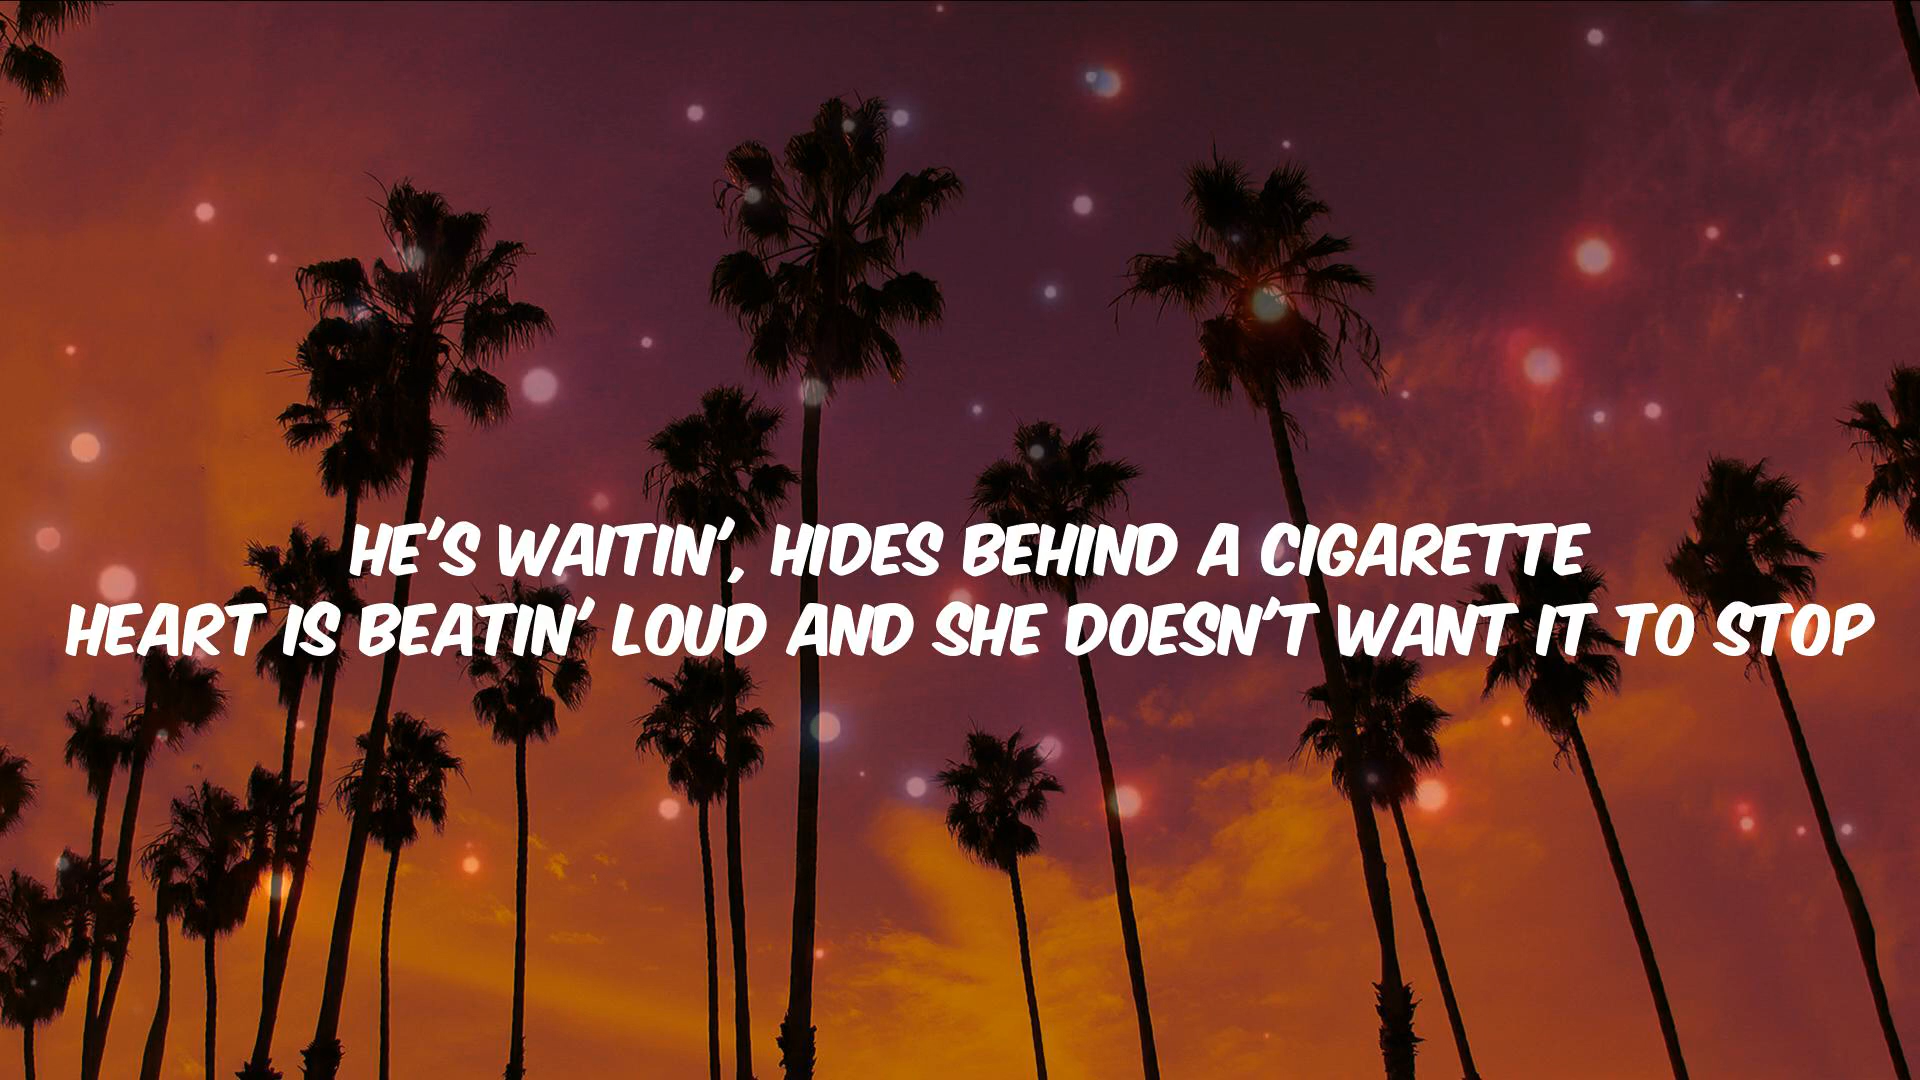 HE'S WAITIN', HIDES BEHIND A CIGARETTE
HEART IS BEATIN' LOUD AND SHE DOESN'T WANT IT TO STOP